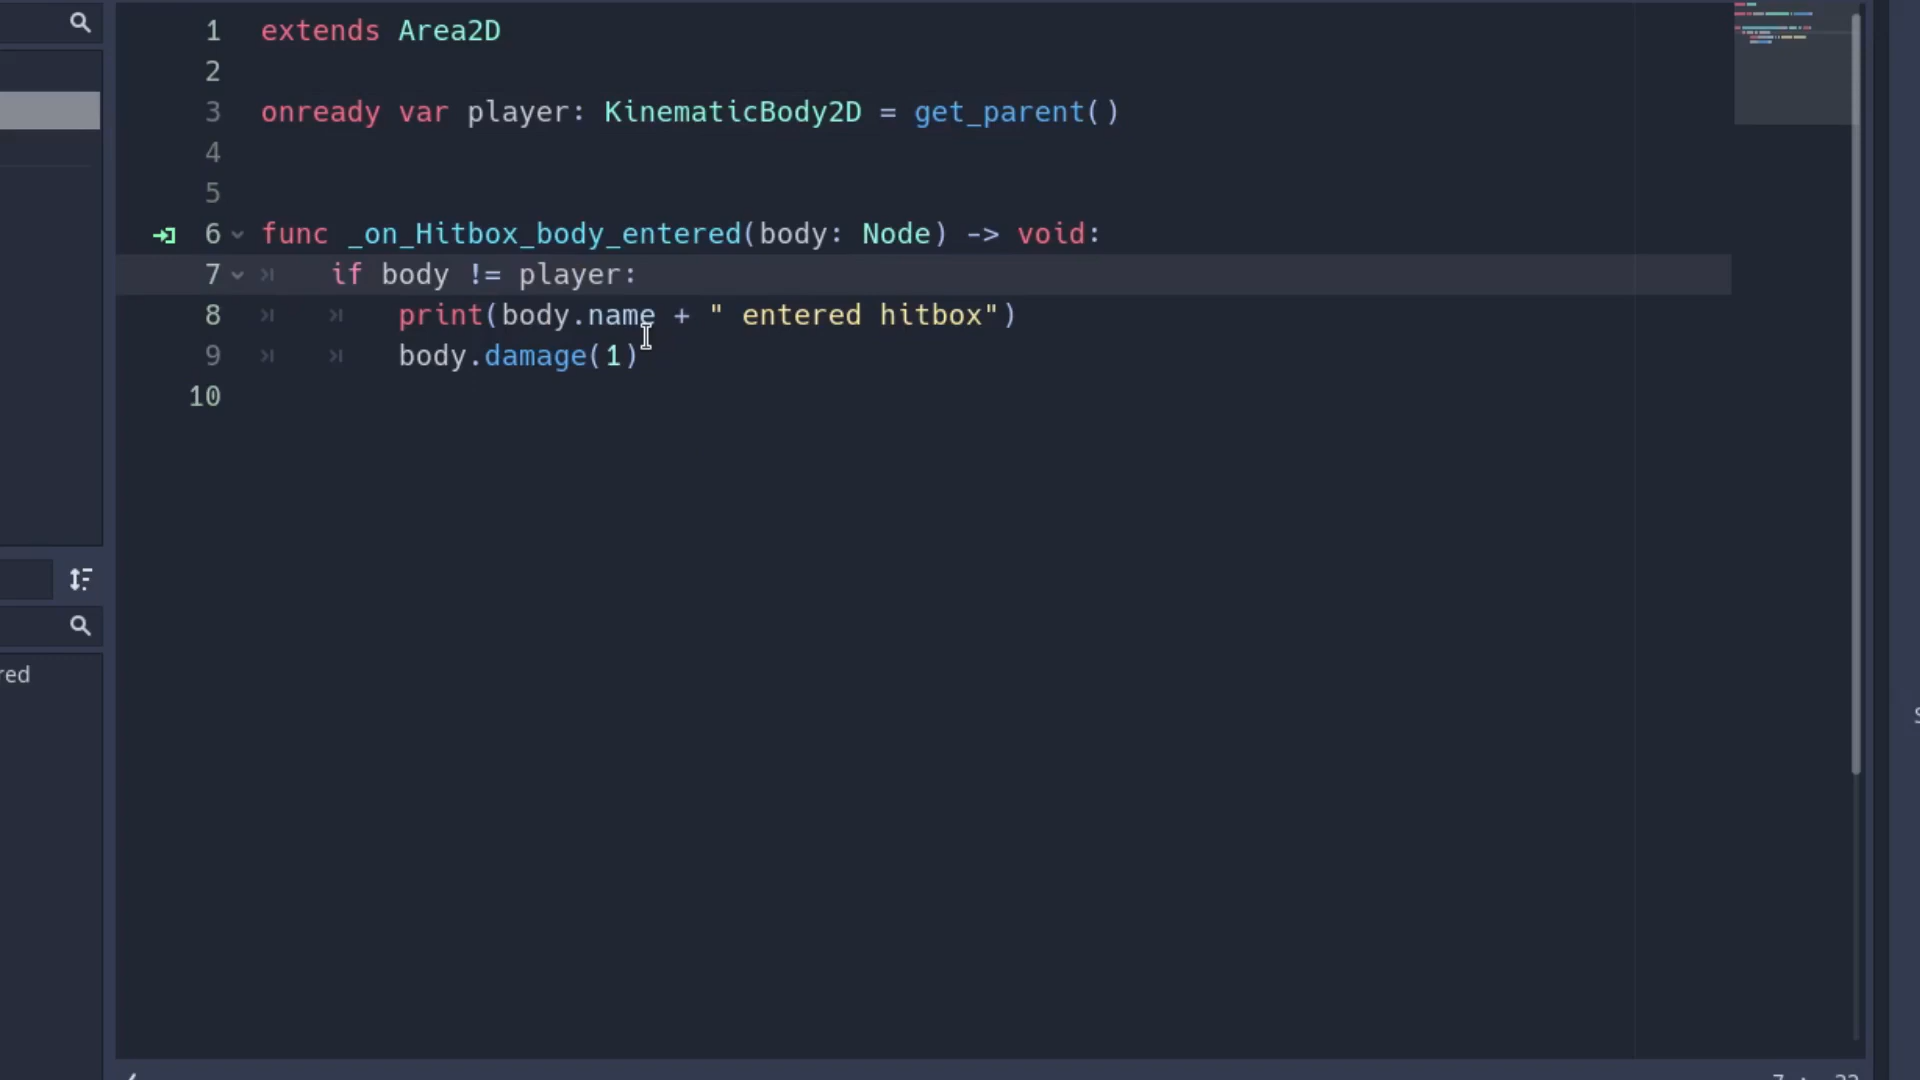 1 extends Area2D
2
3 onready var player: KinematicBody2D = get_parent()
4
5
6 func _on_Hitbox_body_entered(body: Node) -> void:
7 if body != player:
8 print(body.name + " entered hitbox")
9 body.damage(1)
10
red